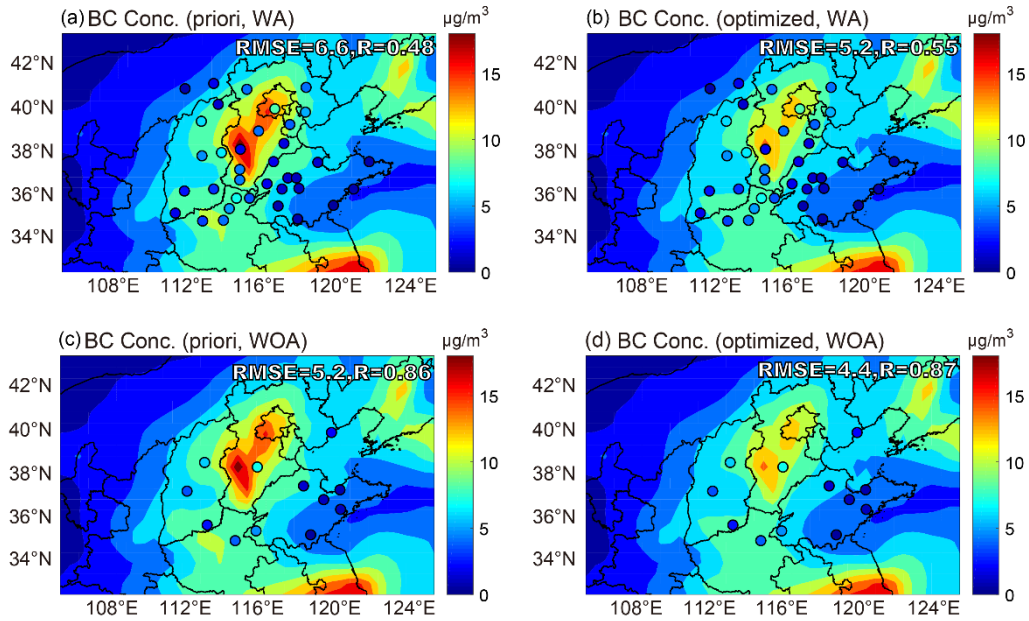 (a) BC Conc. (priori, WA) µg/m³
RMSE=6.6,R=0.48
42°N
40°N
38°N
36°N
34°N
108°E 112°E 116°E 120°E 124°E
15
10
5
0
(b) BC Conc. (optimized, WA) µg/m³
RMSE=5.2,R=0.55
42°N
40°N
38°N
36°N
34°N
108°E 112°E 116°E 120°E 124°E
15
10
5
0
(c) BC Conc. (priori, WOA) µg/m³
RMSE=5.2,R=0.86
42°N
40°N
38°N
36°N
34°N
108°E 112°E 116°E 120°E 124°E
15
10
5
0
(d) BC Conc. (optimized, WOA) µg/m³
RMSE=4.4,R=0.87
42°N
40°N
38°N
36°N
34°N
108°E 112°E 116°E 120°E 124°E
15
10
5
0